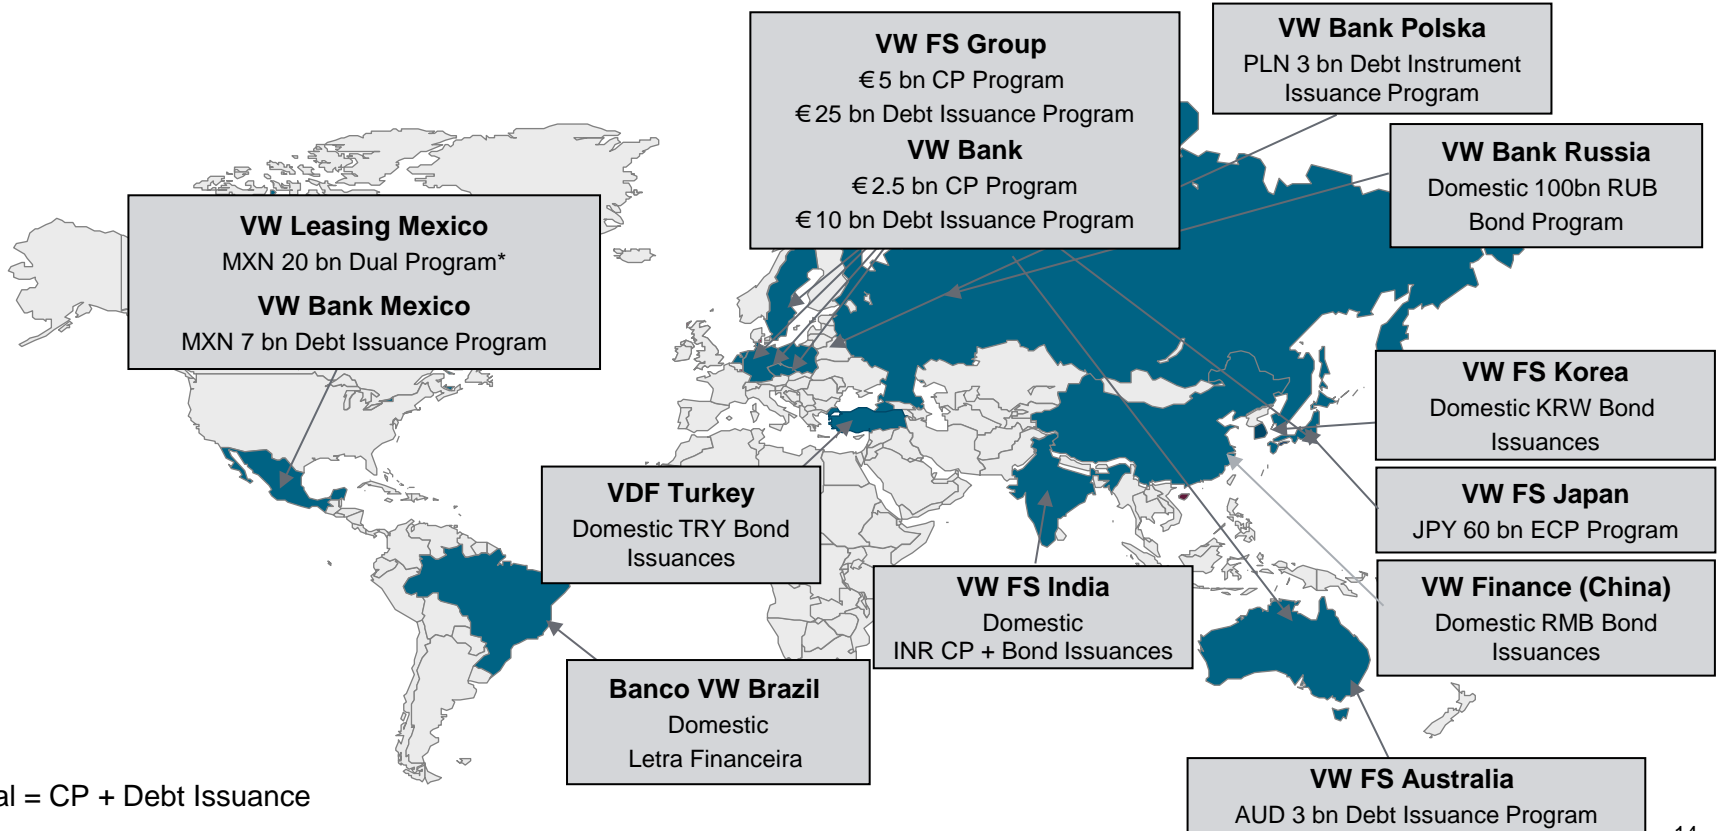 VW FS Group
€ 5 bn CP Program
€ 25 bn Debt Issuance Program
VW Bank
€ 2.5 bn CP Program
€ 10 bn Debt Issuance Program
VW Bank Polska
PLN 3 bn Debt Instrument
Issuance Program
VW Bank Russia
Domestic 100bn RUB
Bond Program
VW Leasing Mexico
MXN 20 bn Dual Program*
VW Bank Mexico
MXN 7 bn Debt Issuance Program
VW FS Korea
Domestic KRW Bond
Issuances
VDF Turkey
Domestic TRY Bond
Issuances
VW FS Japan
JPY 60 bn ECP Program
VW FS India
Domestic
INR CP + Bond Issuances
VW Finance (China)
Domestic RMB Bond
Issuances
Banco VW Brazil
Domestic
Letra Financeira
VW FS Australia
AUD 3 bn Debt Issuance Program
al = CP + Debt Issuance